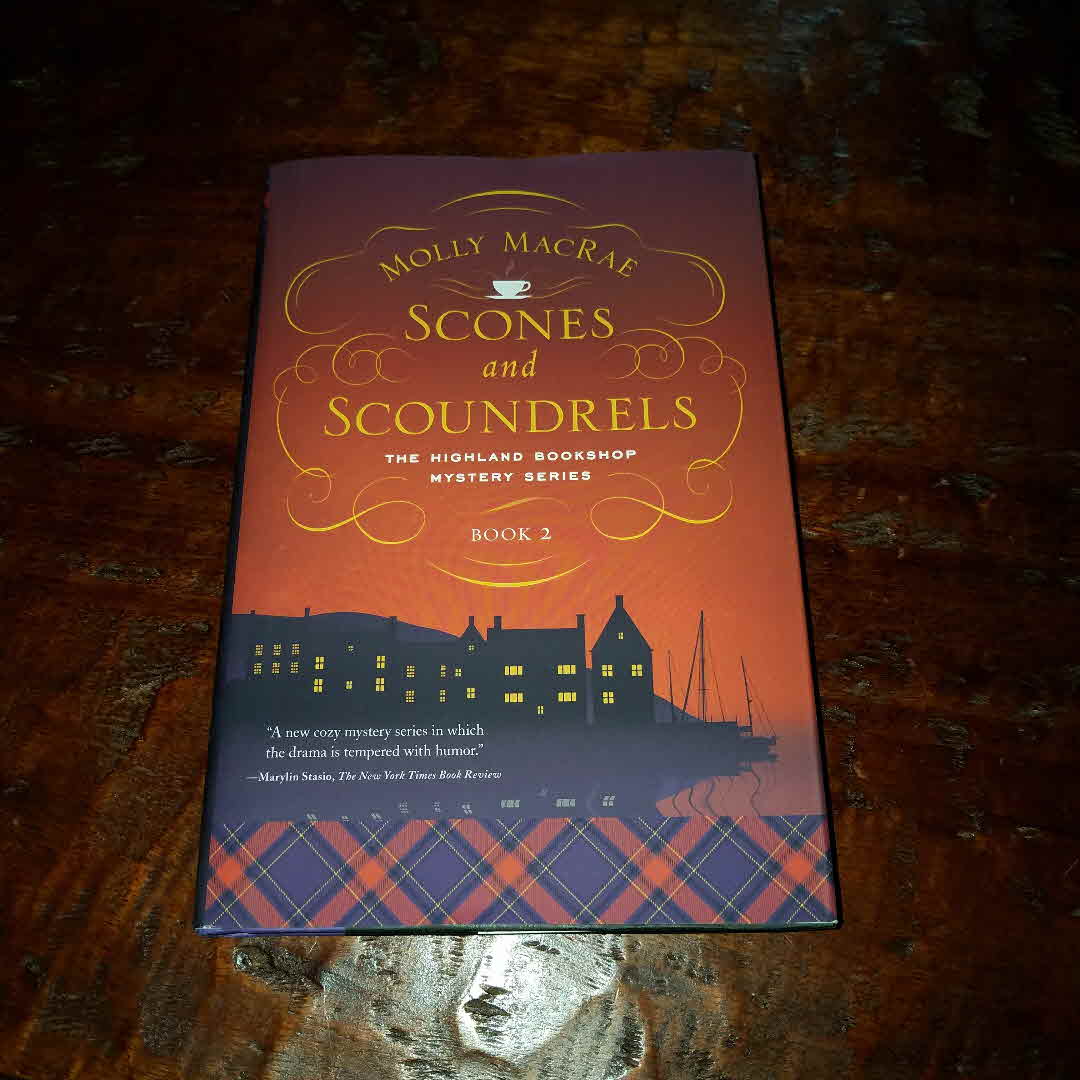 MOLLY MACRAE
SCONES
and
SCOUNDRELS
THE HIGHLAND BOOKSHOP
MYSTERY SERIES
BOOK 2
“A new cozy mystery series in which
the drama is tempered with humor.”
—Marylin Stasio, The New York Times Book Review